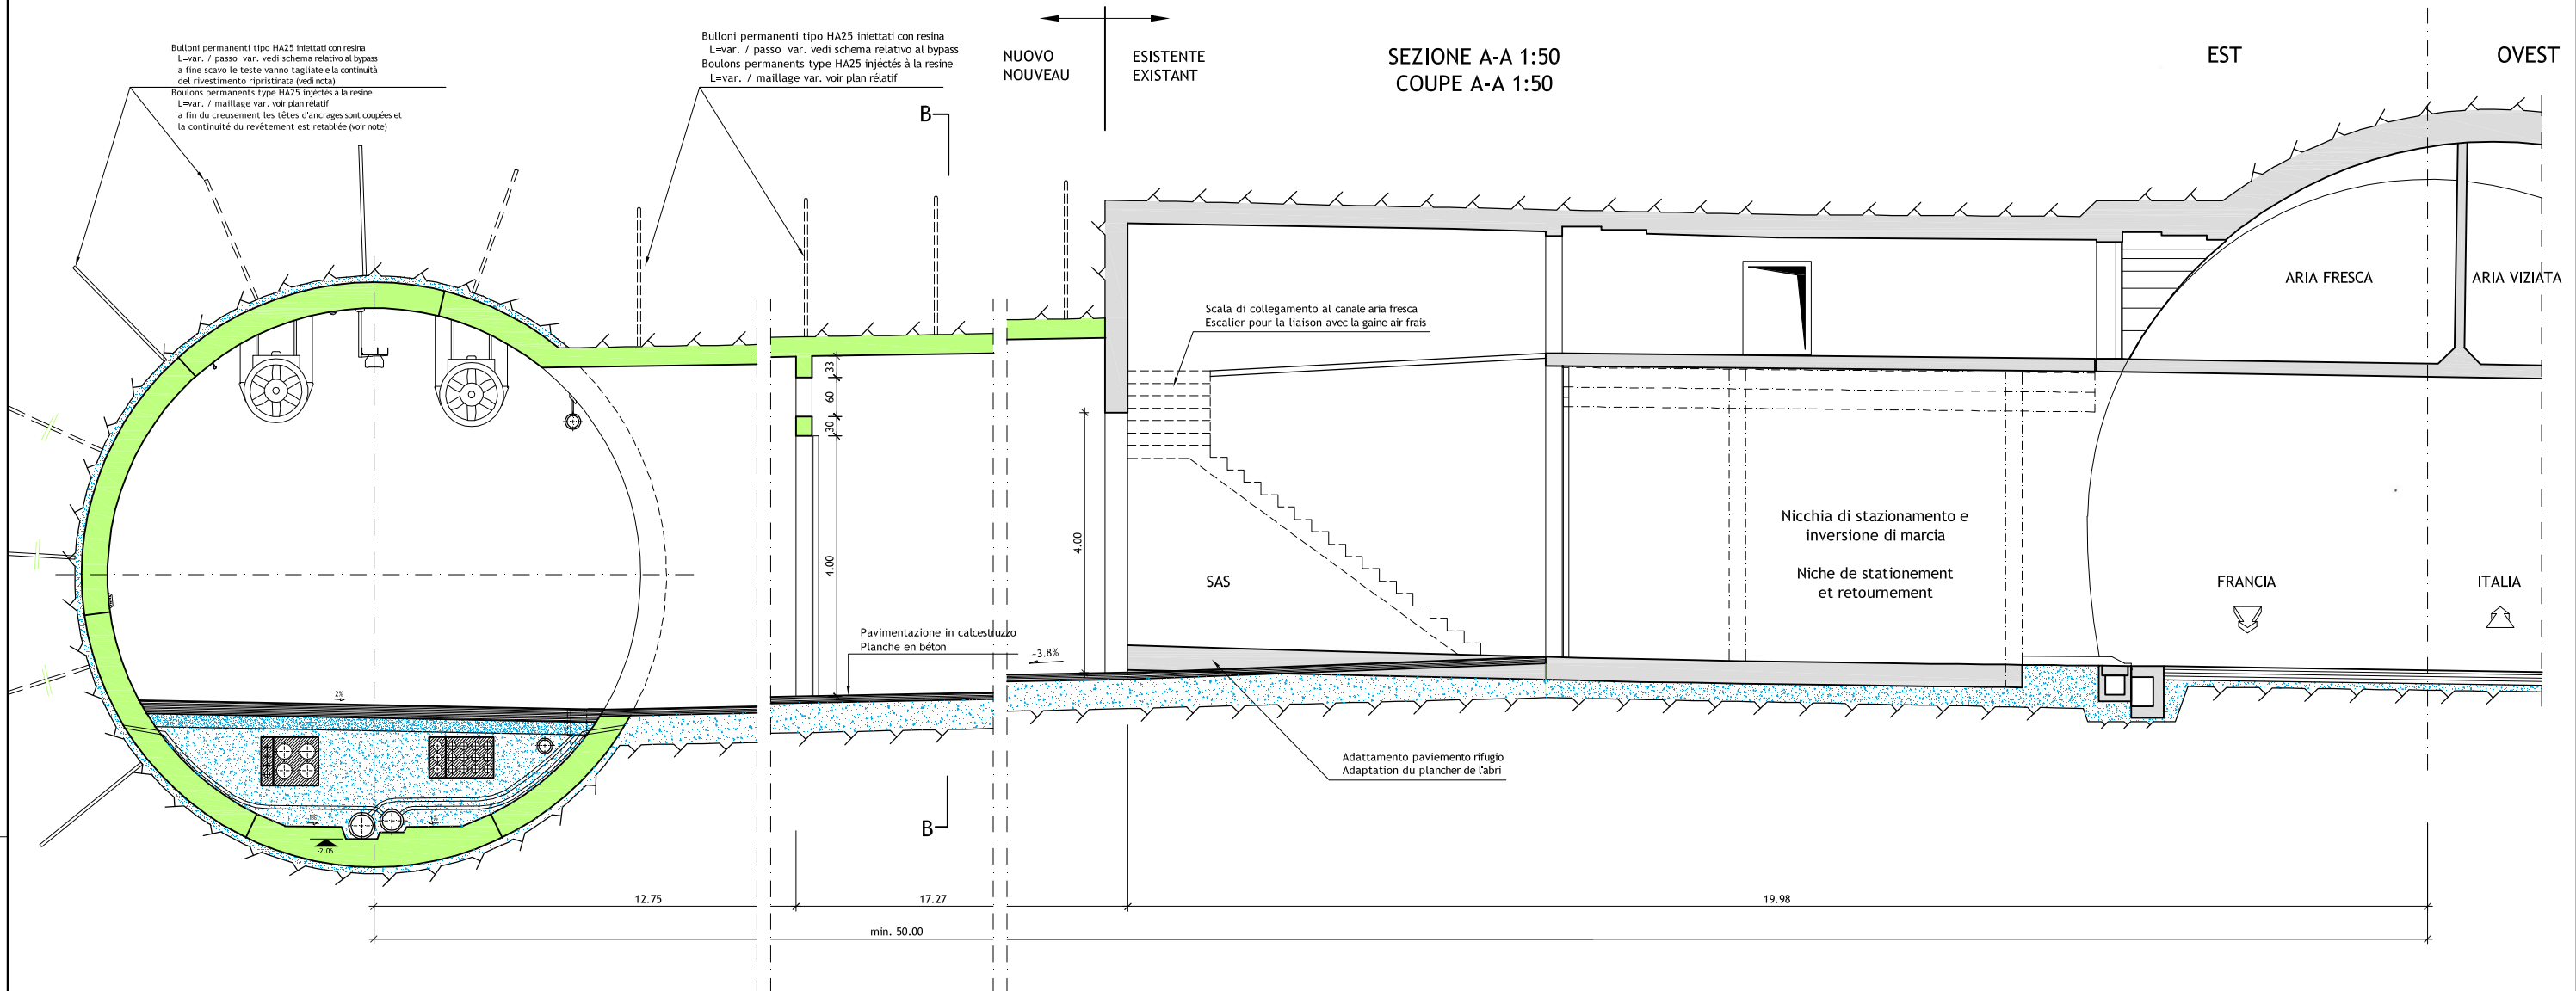 Bulloni permanenti tipo HA25 iniettati con resina
L=var. / passo var. vedi schema relativo al bypass
a fine scavo le teste vanno tagliate e la continuità
del rivestimento ripristinata (vedi nota)
Boulons permanents type HA25 injéctés à la resine
L=var. / maillage var. voir plan rélatif
a fin du creusement les têtes d'ancrages sont coupées et
la continuité du revêtement est retabliée (voir note)
Bulloni permanenti tipo HA25 iniettati con resina
L=var. / passo var. vedi schema relativo al bypass
Boulons permanents type HA25 injéctés à la resine
L=var. / maillage var. voir plan rélatif
B
NUOVO
NOUVEAU
ESISTENTE
EXISTANT
SEZIONE A-A 1:50
COUPE A-A 1:50
EST
OVEST
ARIA FRESCA
ARIA VIZIATA
Scala di collegamento al canale aria fresca
Escalier pour la liaison avec la gaine air frais
33
60
30
4.00
4.00
SAS
Nicchia di stazionamento e
inversione di marcia
Niche de stationement
et retournement
FRANCIA
ITALIA
Pavimentazione in calcestruzzo
Planche en béton
-3.8%
2%
Adattamento paviemento rifugio
Adaptation du plancher de l'abri
1%
1%
-2.06
B
12.75
17.27
19.98
min. 50.00